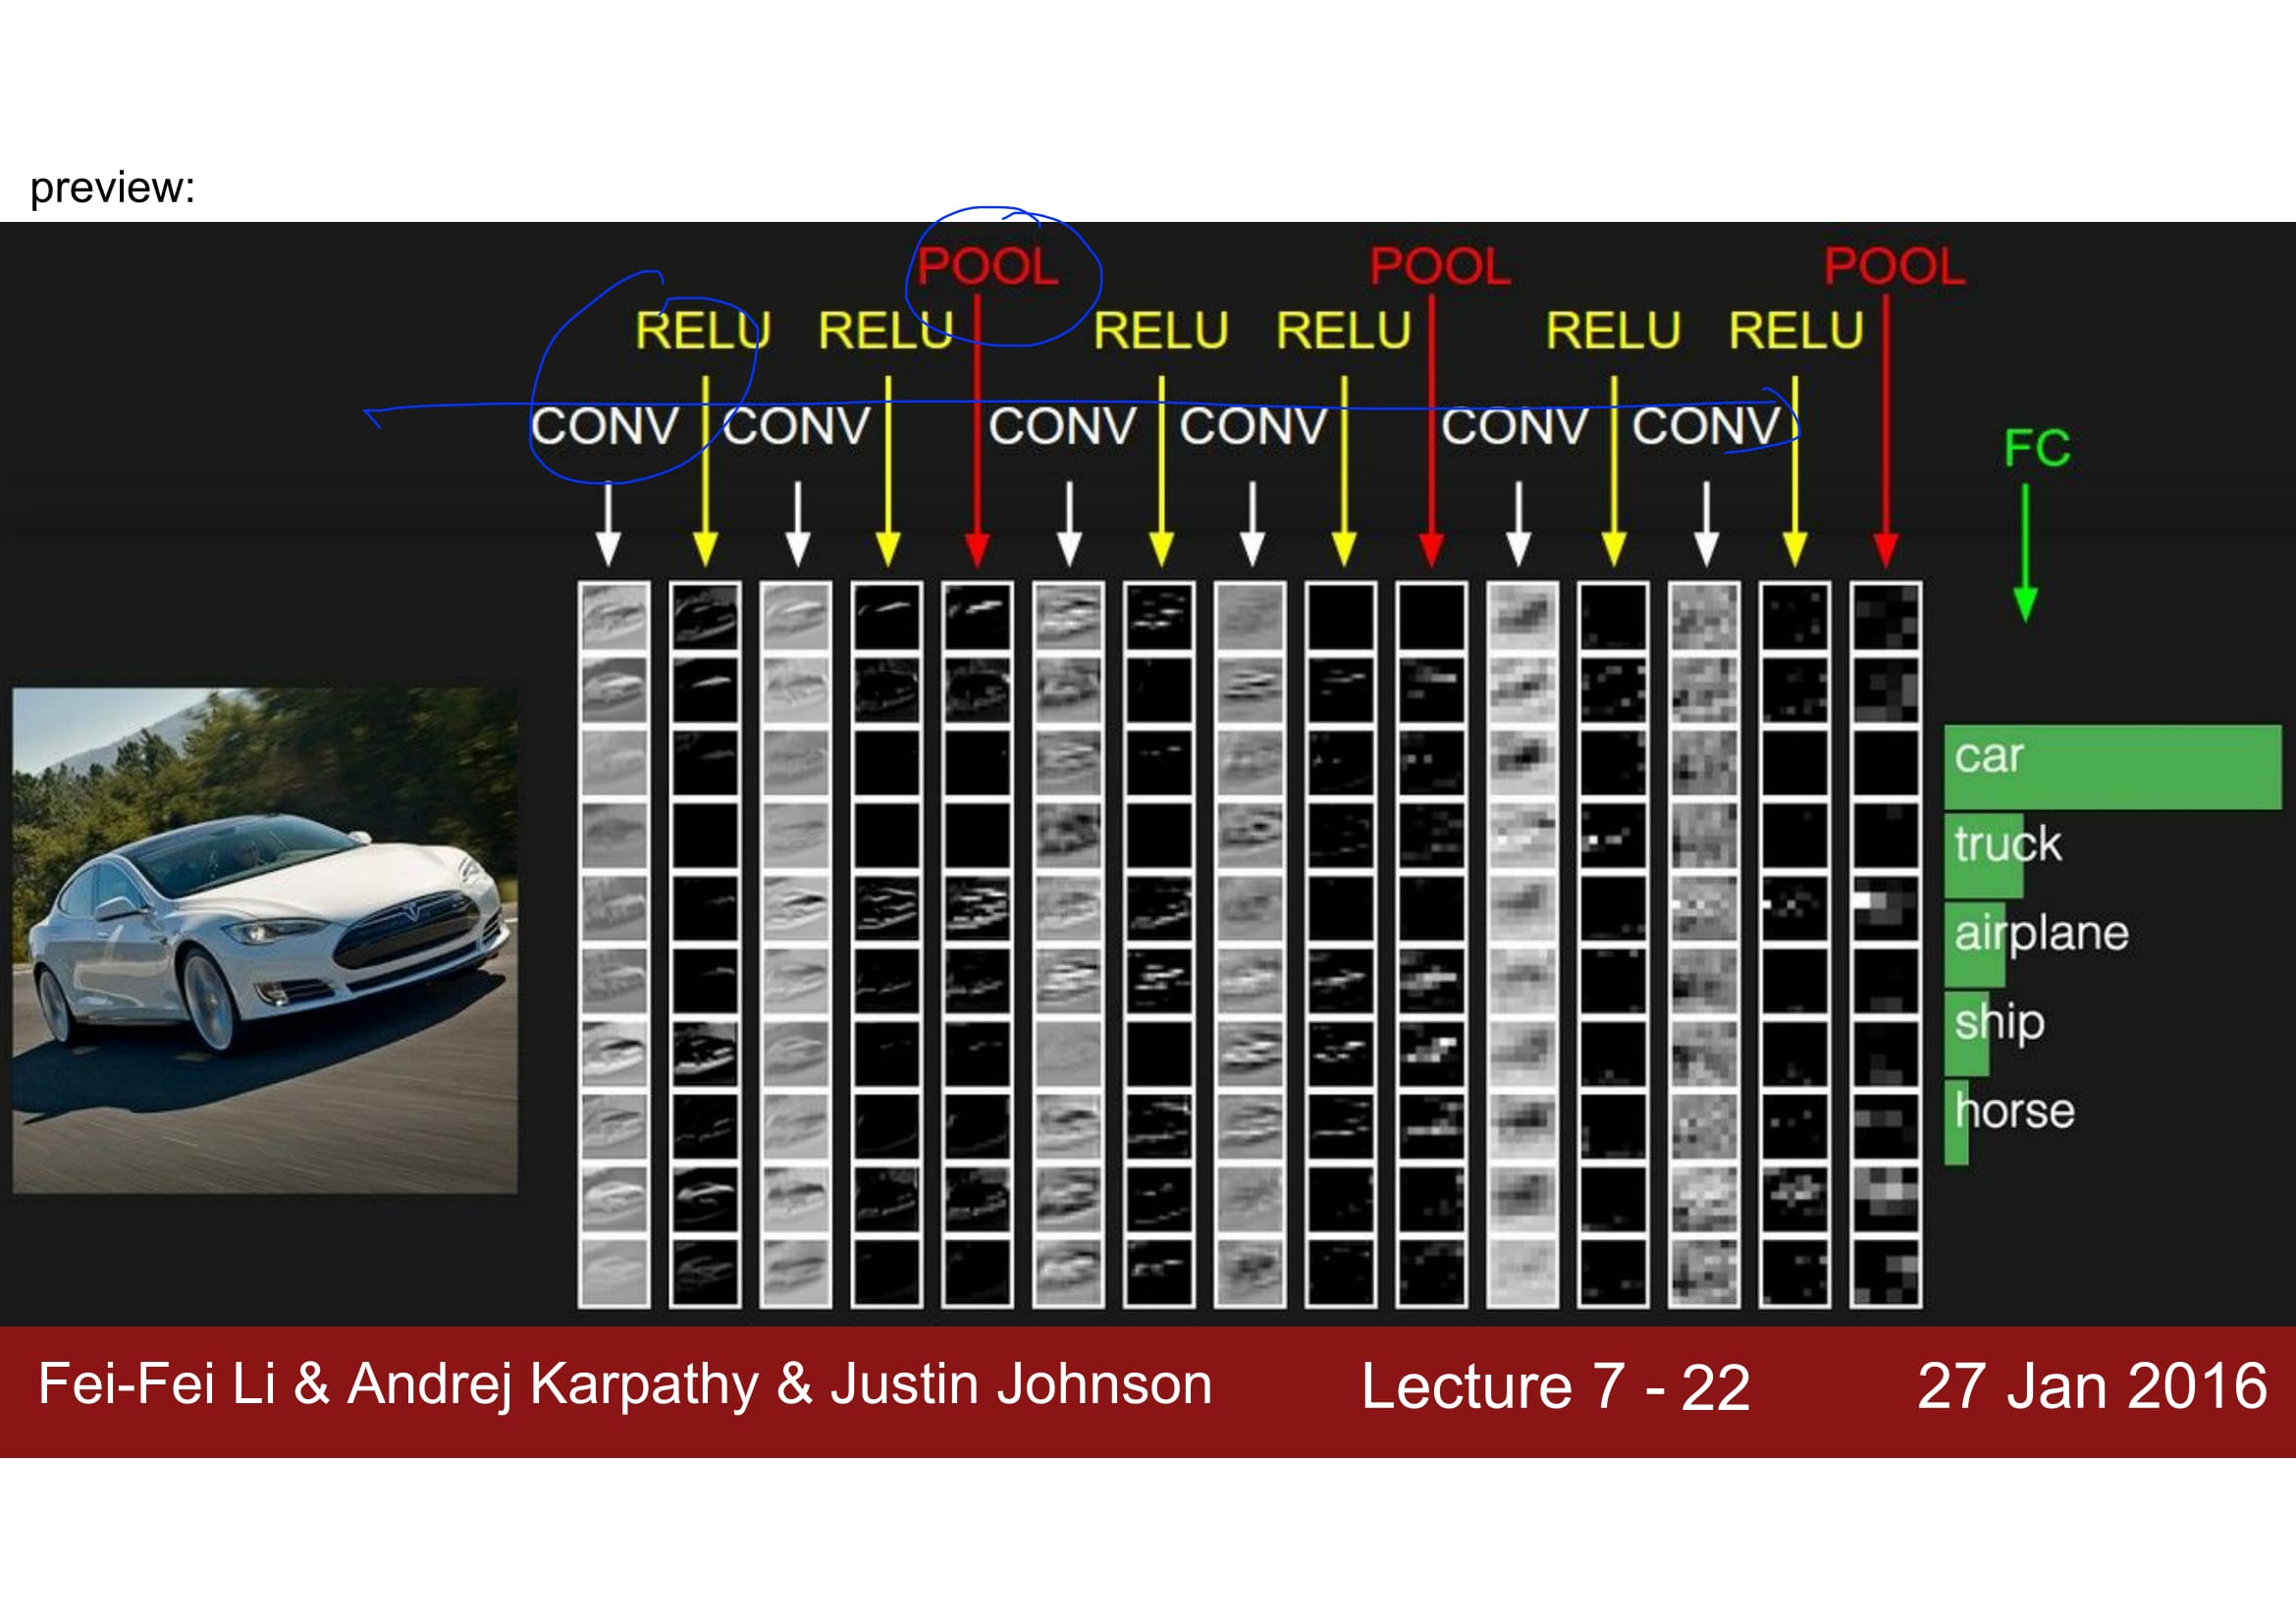 preview:
POOL POOL POOL
RELU RELU RELU RELU RELU RELU
CONV CONV CONV CONV CONV CONV
FC
car
truck
airplane
ship
horse
Fei-Fei Li & Andrej Karpathy & Justin Johnson Lecture 7 - 22 27 Jan 2016